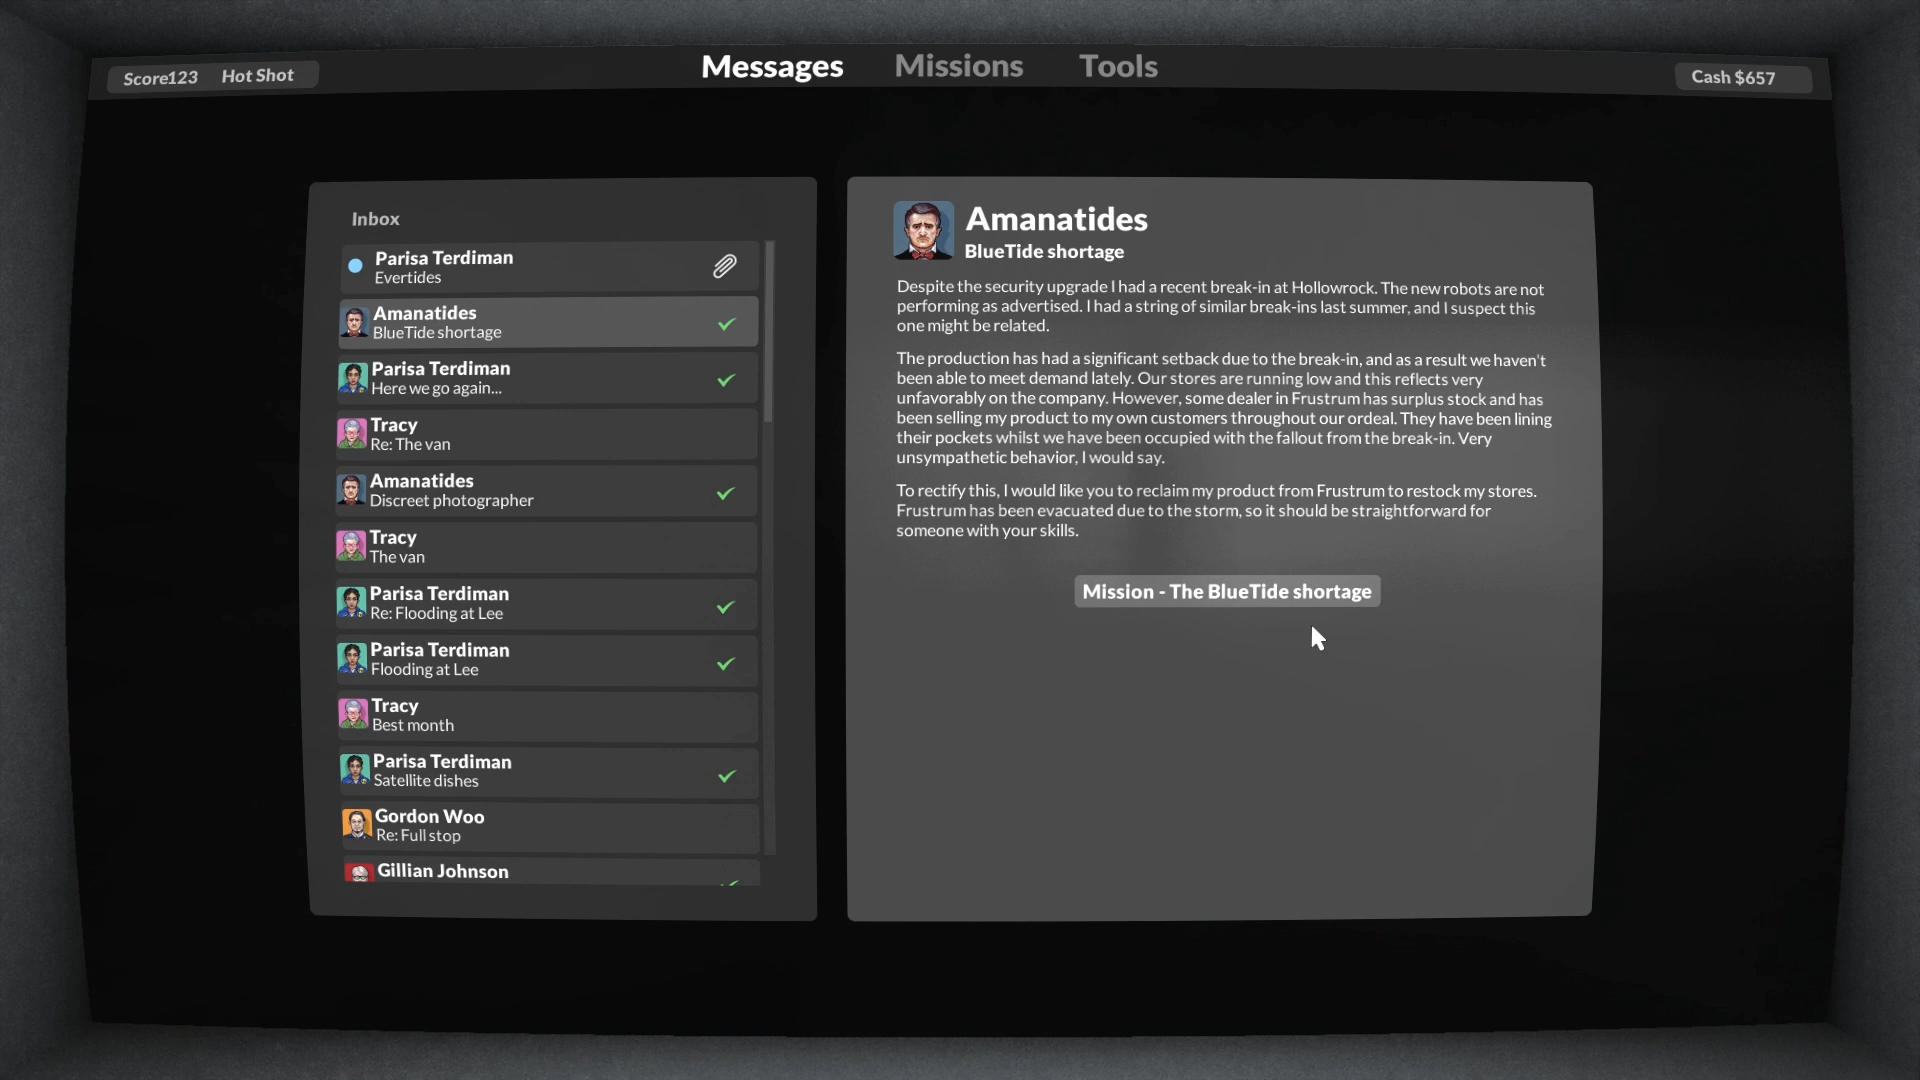 Score123 Hot Shot
Messages Missions Tools
Cash $657
Inbox
Parisa Terdiman
Evertides
Amanatides
BlueTide shortage
Parisa Terdiman
Here we go again...
Tracy
Re: The van
Amanatides
Discreet photographer
Tracy
The van
Parisa Terdiman
Re: Flooding at Lee
Parisa Terdiman
Flooding at Lee
Tracy
Best month
Parisa Terdiman
Satellite dishes
Gordon Woo
Re: Full stop
Gillian Johnson
Amanatides
BlueTide shortage
Despite the security upgrade I had a recent break-in at Hollowrock. The new robots are not
performing as advertised. I had a string of similar break-ins last summer, and I suspect this
one might be related.
The production has had a significant setback due to the break-in, and as a result we haven't
been able to meet demand lately. Our stores are running low and this reflects very
unfavorably on the company. However, some dealer in Frustrum has surplus stock and has
been selling my product to my own customers throughout our ordeal. They have been lining
their pockets whilst we have been occupied with the fallout from the break-in. Very
unsympathetic behavior, I would say.
To rectify this, I would like you to reclaim my product from Frustrum to restock my stores.
Frustrum has been evacuated due to the storm, so it should be straightforward for
someone with your skills.
Mission - The BlueTide shortage